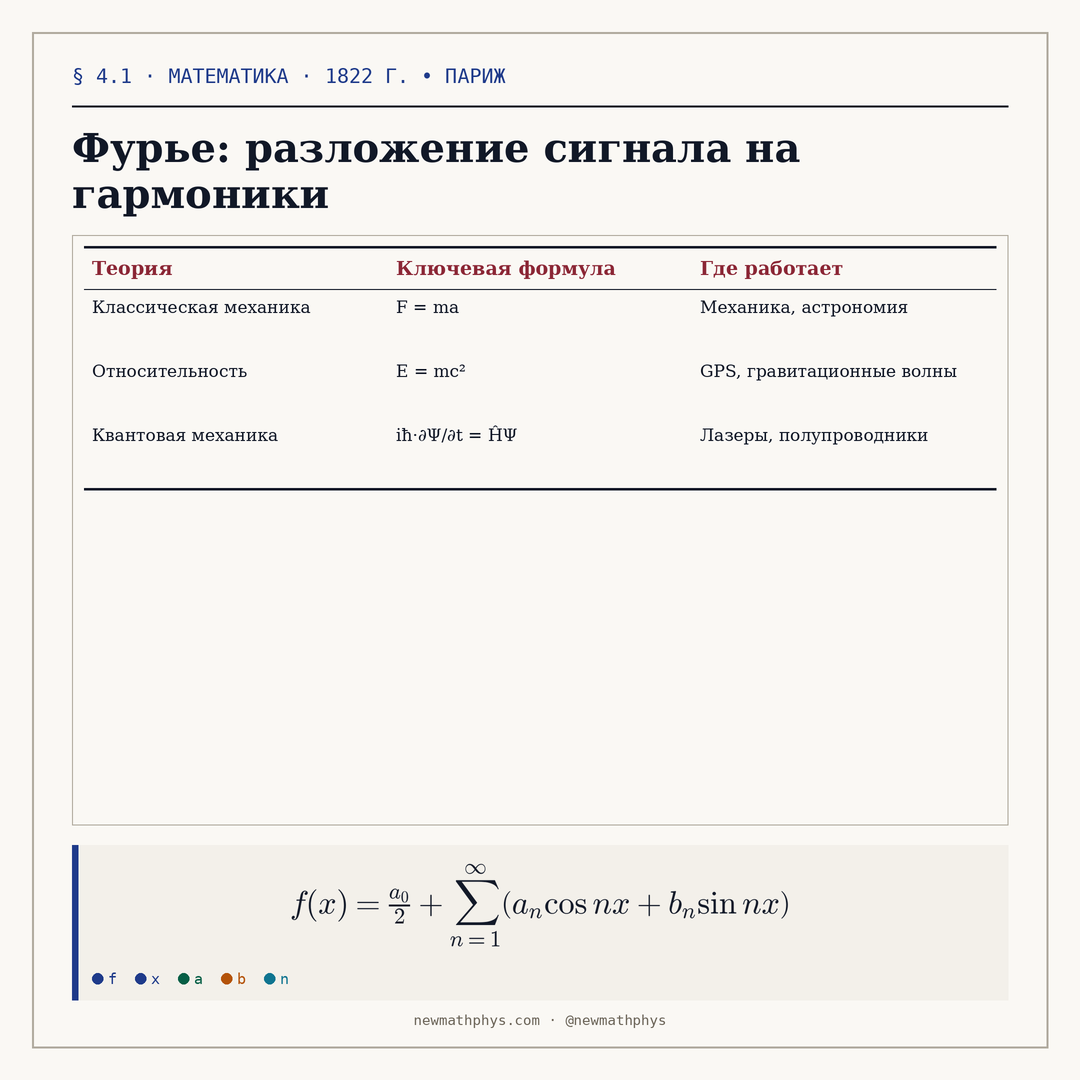 § 4.1 · МАТЕМАТИКА · 1822 Г. • ПАРИЖ
Фурье: разложение сигнала на
гармоники
Теория Ключевая формула Где работает
Классическая механика F = ma Механика, астрономия
Относительность E = mc² GPS, гравитационные волны
Квантовая механика iħ·∂Ψ/∂t = ĤΨ Лазеры, полупроводники
f(x) = a₀/2 + ∑_{n=1}^{∞} (aₙ cos nx + bₙ sin nx)
f x a b n
newmathphys.com · @newmathphys